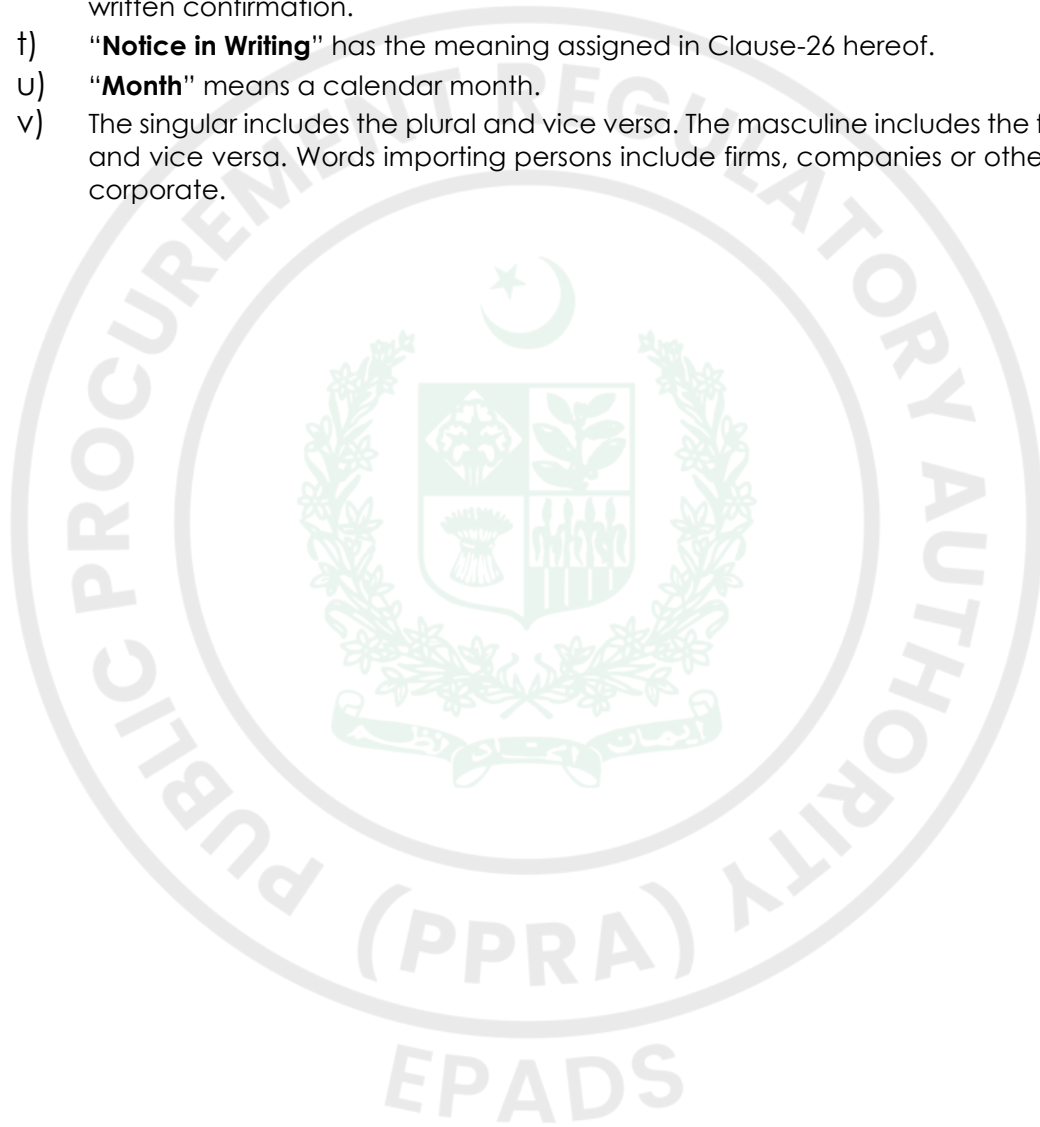 written confirmation.
t) “Notice in Writing” has the meaning assigned in Clause-26 hereof.
u) “Month” means a calendar month.
v) The singular includes the plural and vice versa. The masculine includes the
and vice versa. Words importing persons include firms, companies or
corporate.
PUBLIC PROCUREMENT REGULATORY AUTHORITY
(PPRA)
EPADS